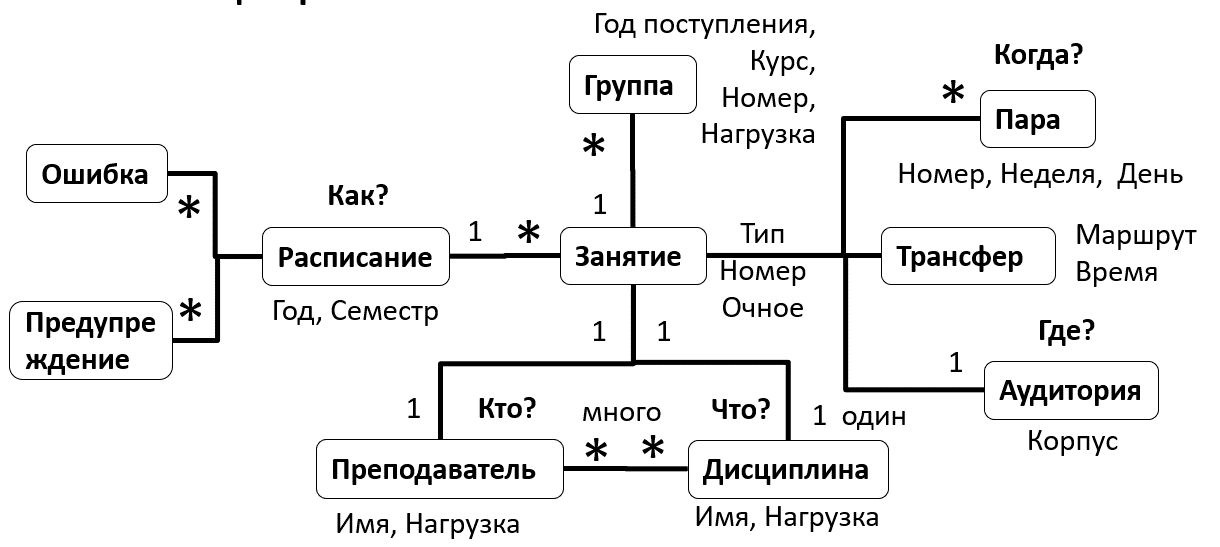 Год поступления,
Курс,
Номер,
Нагрузка
Группа
*
1
Когда?
*
Пара
Номер, Неделя, День
Ошибка
*
Как?
Расписание
Год, Семестр
1
*
Занятие
Тип
Номер
Очное
Трансфер
Маршрут
Время
*
Предупре
ждение
1
1
Где?
1
Аудитория
Корпус
1
Кто?
много
Что?
1 один
*
*
Преподаватель
Дисциплина
Имя, Нагрузка
Имя, Нагрузка